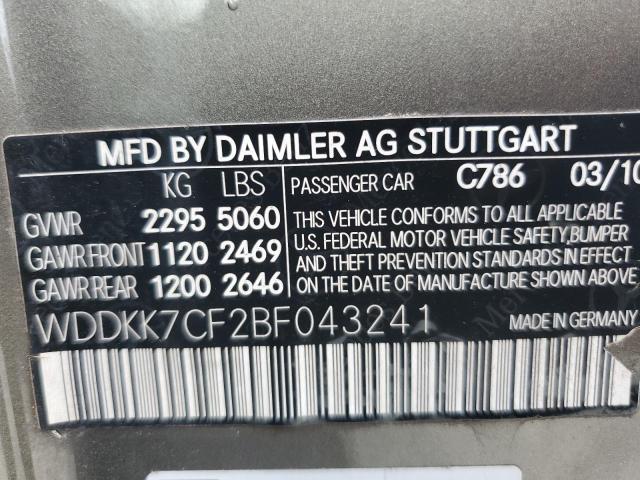 MFD BY DAIMLER AG STUTTGART
KG LBS
PASSENGER CAR C786 03/10
GVWR 2295 5060
GAWR FRONT 1120 2469
GAWR REAR 1200 2646
THIS VEHICLE CONFORMS TO ALL APPLICABLE
U.S. FEDERAL MOTOR VEHICLE SAFETY,BUMPER
AND THEFT PREVENTION STANDARDS IN EFFECT
ON THE DATE OF MANUFACTURE SHOWN ABOVE.
WDDKK7CF2BF043241
MADE IN GERMANY